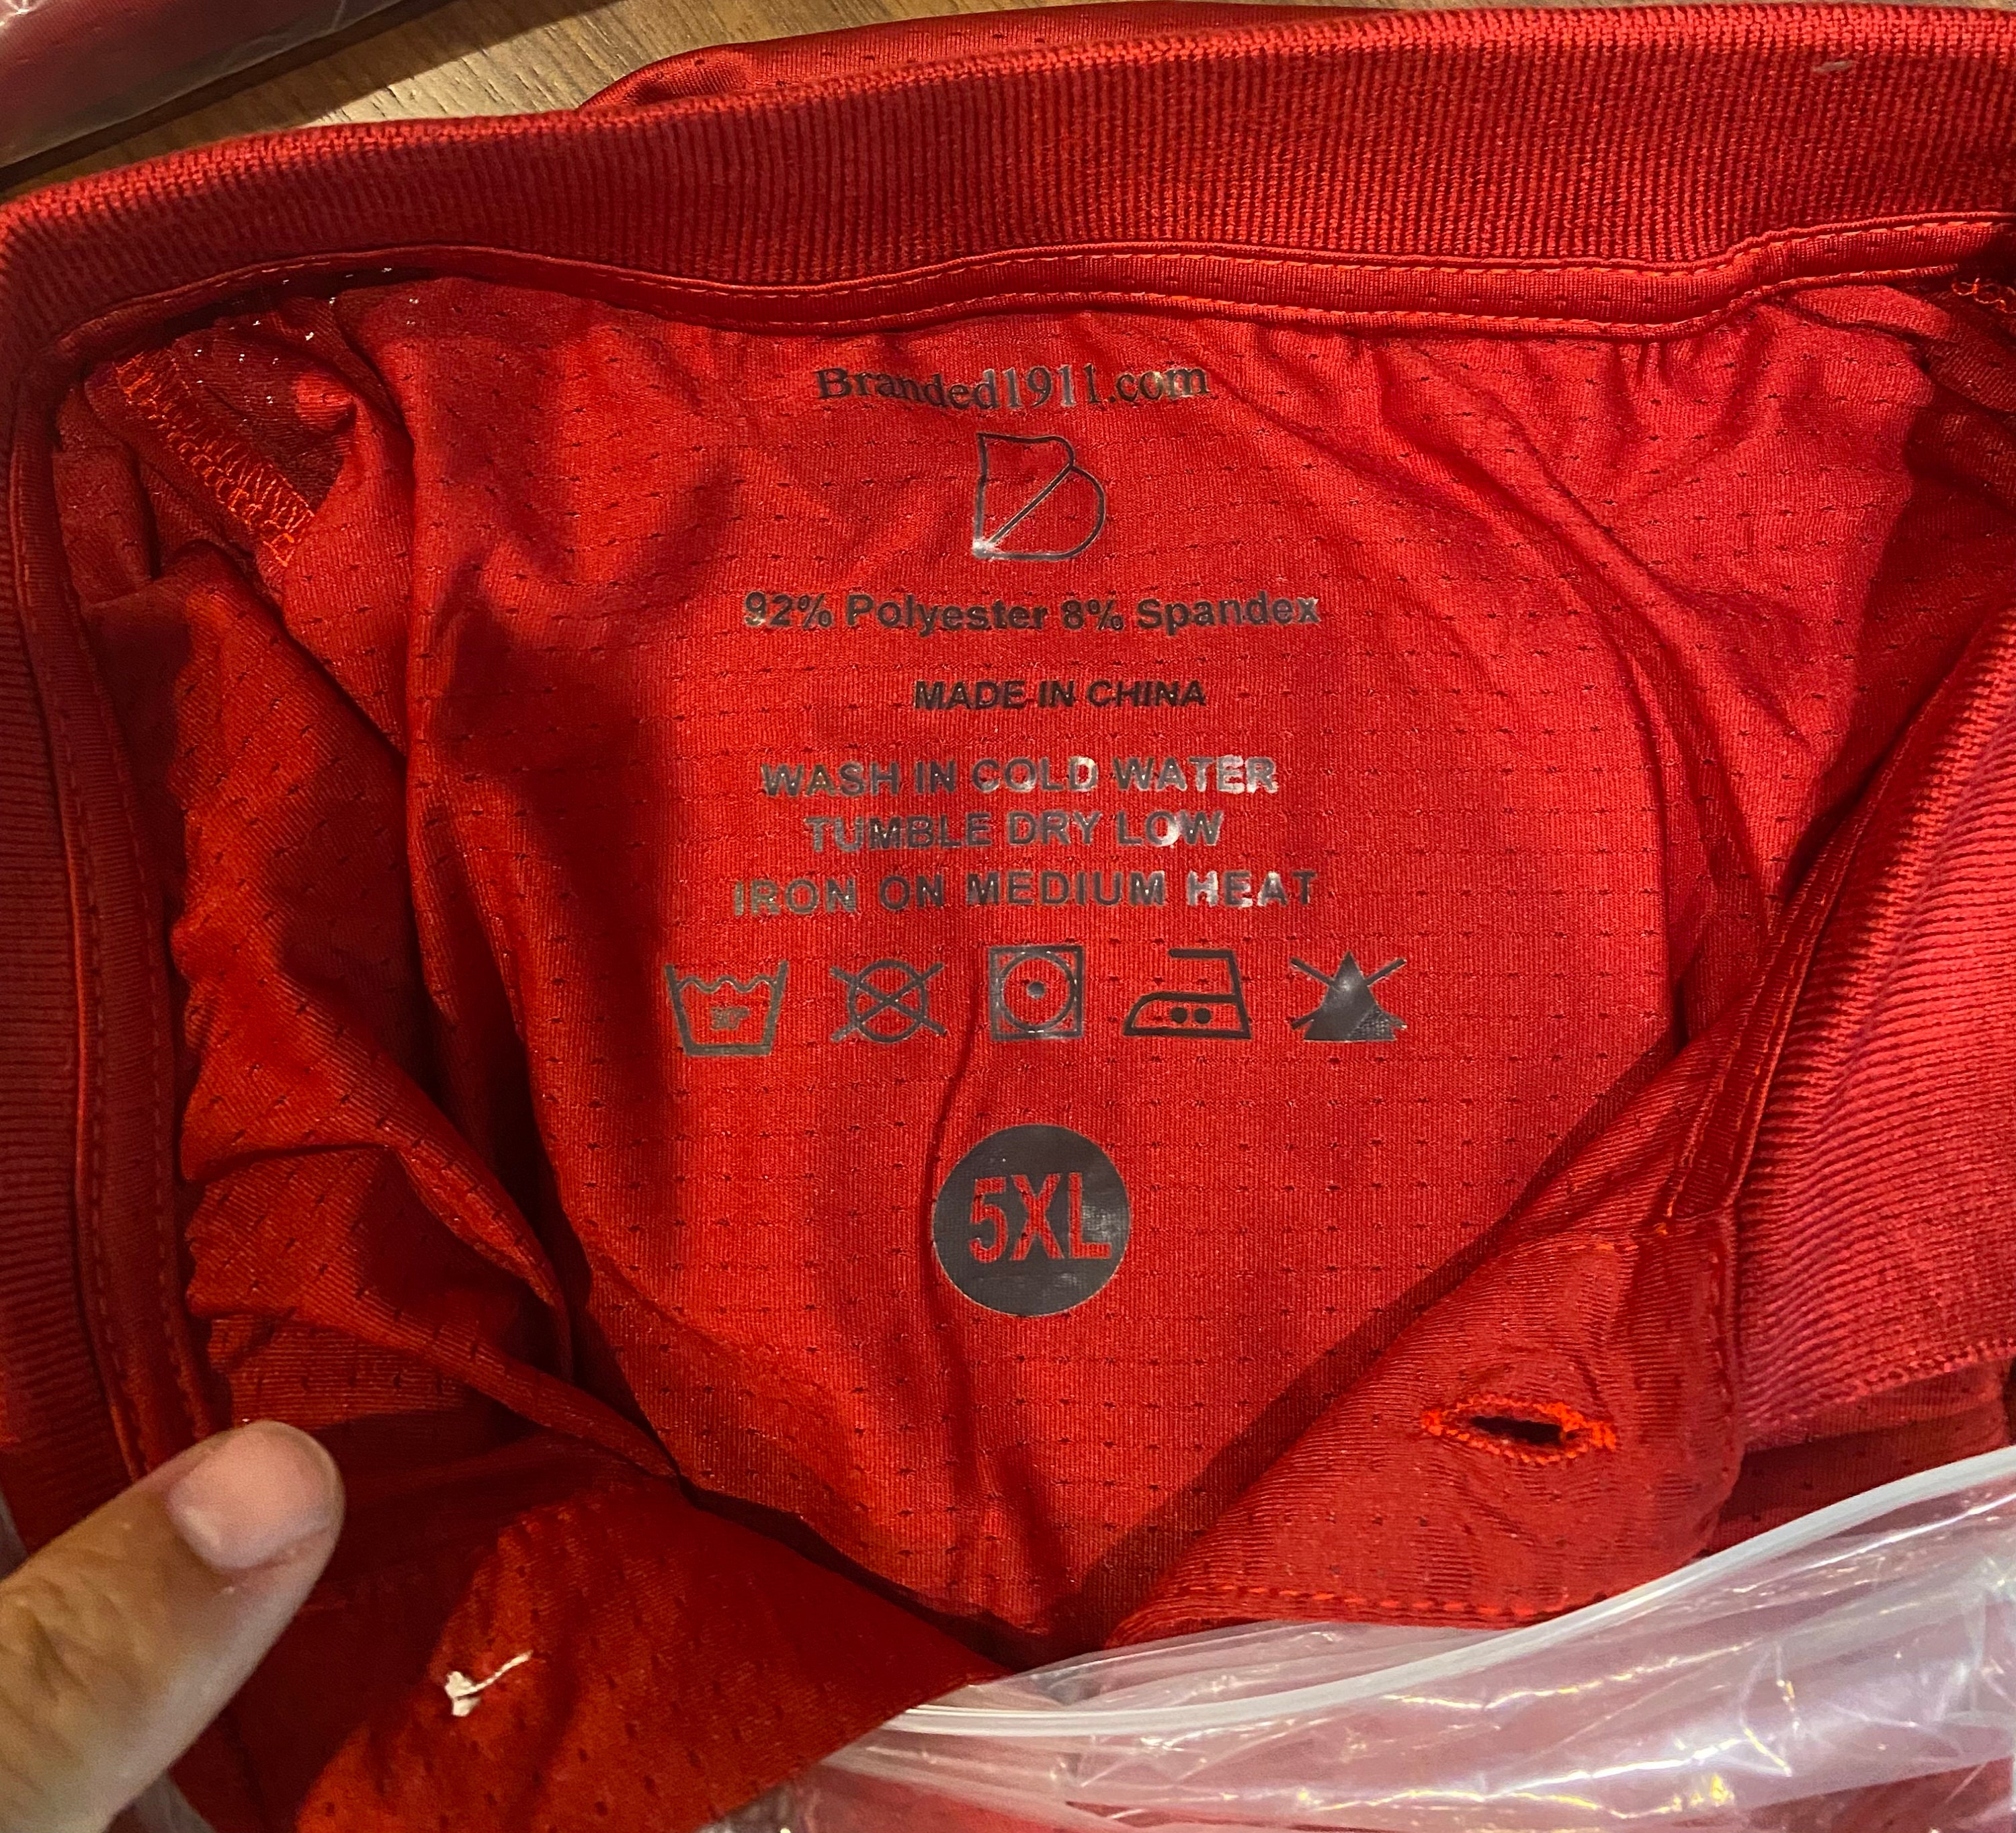 Branded1911.com
92% Polyester 8% Spandex
MADE IN CHINA
WASH IN COLD WATER
TUMBLE DRY LOW
IRON ON MEDIUM HEAT
30°
5XL